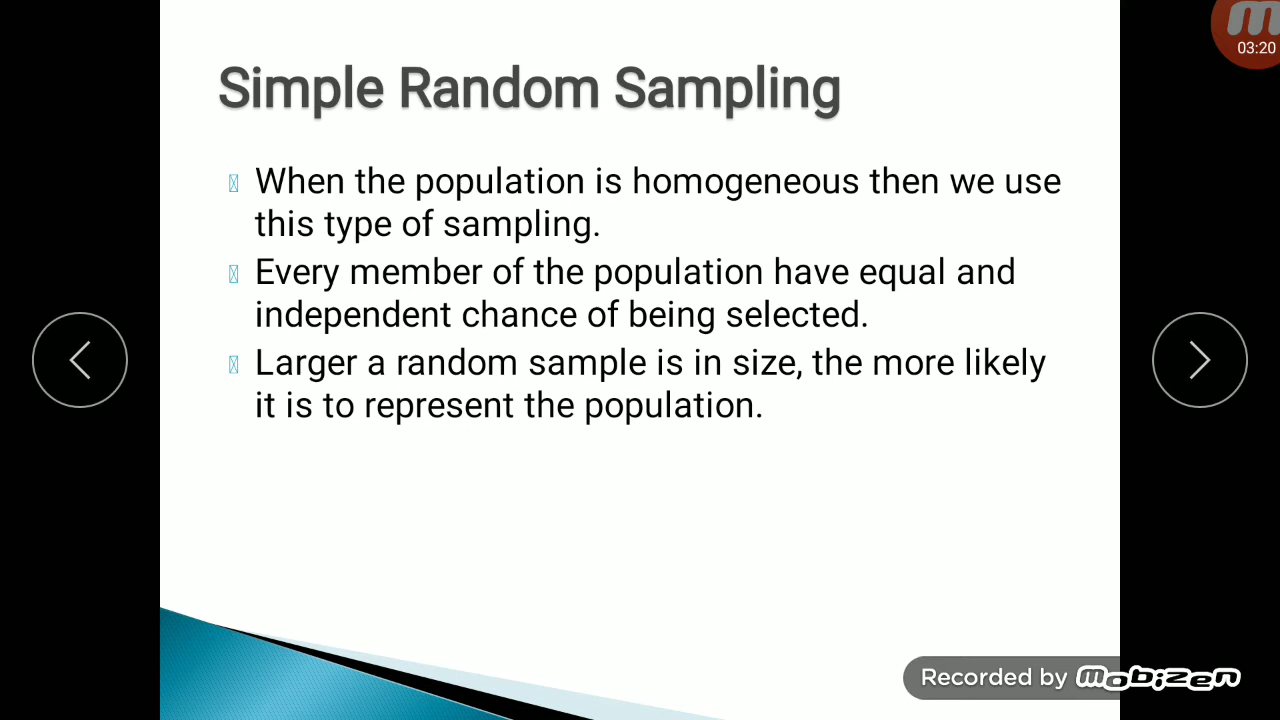 03:20
Simple Random Sampling
When the population is homogeneous then we use
this type of sampling.
Every member of the population have equal and
independent chance of being selected.
Larger a random sample is in size, the more likely
it is to represent the population.
Recorded by mobizen